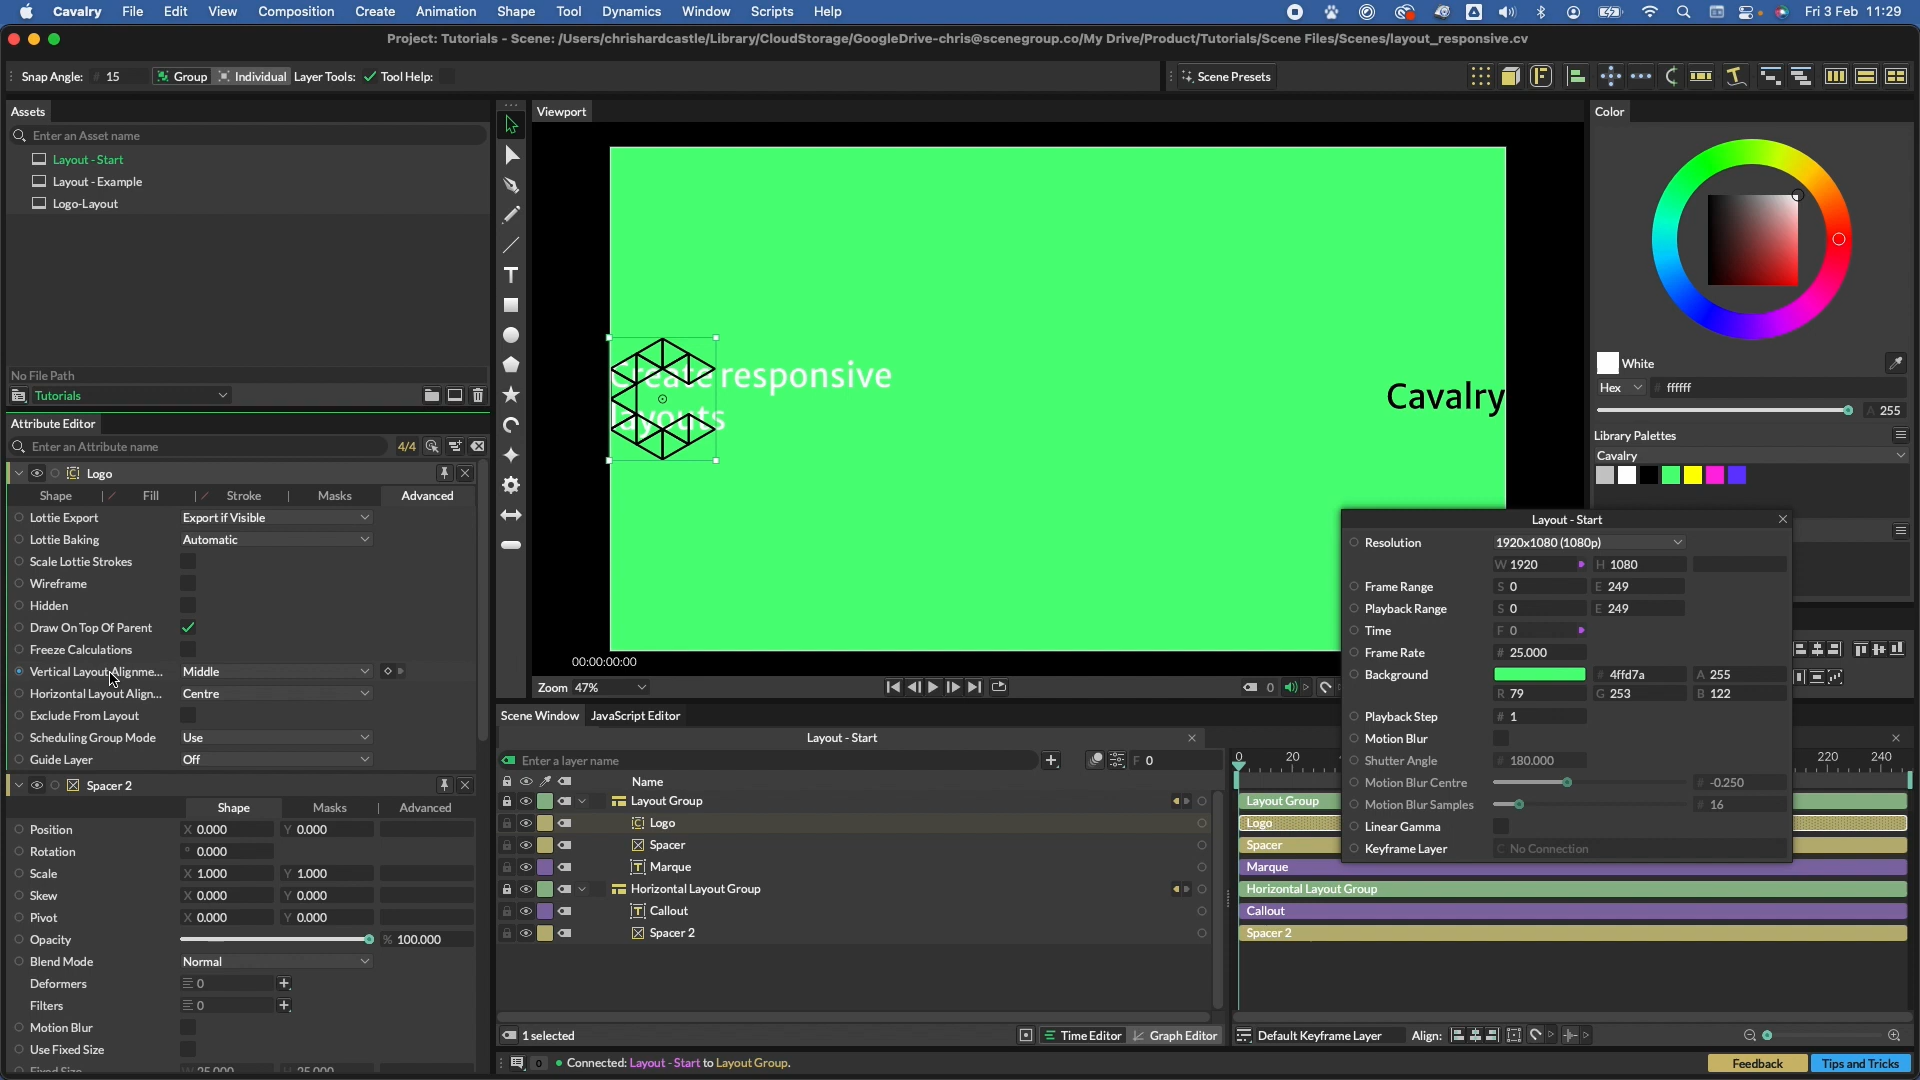 Cavalry File Edit View Composition Create Animation Shape Tool Dynamics Window Scripts Help Fri 3 Feb 11:29
Project: Tutorials - Scene: /Users/chrishardcastle/Library/CloudStorage/GoogleDrive-chris@scenegroup.co/My Drive/Product/Tutorials/Scene Files/Scenes/layout_responsive.cv
Snap Angle: # 15 Group Individual Layer Tools: Tool Help: Scene Presets
Assets
Enter an Asset name
Layout - Start
Layout - Example
Logo-Layout
No File Path
Tutorials
Attribute Editor
Enter an Attribute name 4/4
Logo
Shape Fill Stroke Masks Advanced
Lottie Export Export if Visible
Lottie Baking Automatic
Scale Lottie Strokes
Wireframe
Hidden
Draw On Top Of Parent
Freeze Calculations
Vertical Layout Alignme... Middle
Horizontal Layout Align... Centre
Exclude From Layout
Scheduling Group Mode Use
Guide Layer Off
Spacer 2
Shape Masks Advanced
Position X 0.000 Y 0.000
Rotation ° 0.000
Scale X 1.000 Y 1.000
Skew X 0.000 Y 0.000
Pivot X 0.000 Y 0.000
Opacity % 100.000
Blend Mode Normal
Deformers 0
Filters 0
Motion Blur
Use Fixed Size
Fixed Size W 25.000 H 25.000
Viewport
Create responsive
layouts
Cavalry
00:00:00:00
Zoom 47% 0
Color
White
Hex # ffffff
A 255
Library Palettes
Cavalry
Layout - Start
Resolution 1920x1080 (1080p)
W 1920 H 1080
Frame Range S 0 E 249
Playback Range S 0 E 249
Time F 0
Frame Rate # 25.000
Background # 4ffd7a A 255
R 79 G 253 B 122
Playback Step # 1
Motion Blur
Shutter Angle ° 180.000
Motion Blur Centre # -0.250
Motion Blur Samples # 16
Linear Gamma
Keyframe Layer C No Connection
Scene Window JavaScript Editor
Layout - Start
Enter a layer name F 0
Name
Layout Group
Logo
Spacer
Marque
Horizontal Layout Group
Callout
Spacer 2
1 selected Time Editor Graph Editor
0 20 220 240
Layout Group
Logo
Spacer
Marque
Horizontal Layout Group
Callout
Spacer 2
Default Keyframe Layer Align:
0 Connected: Layout - Start to Layout Group. Feedback Tips and Tricks